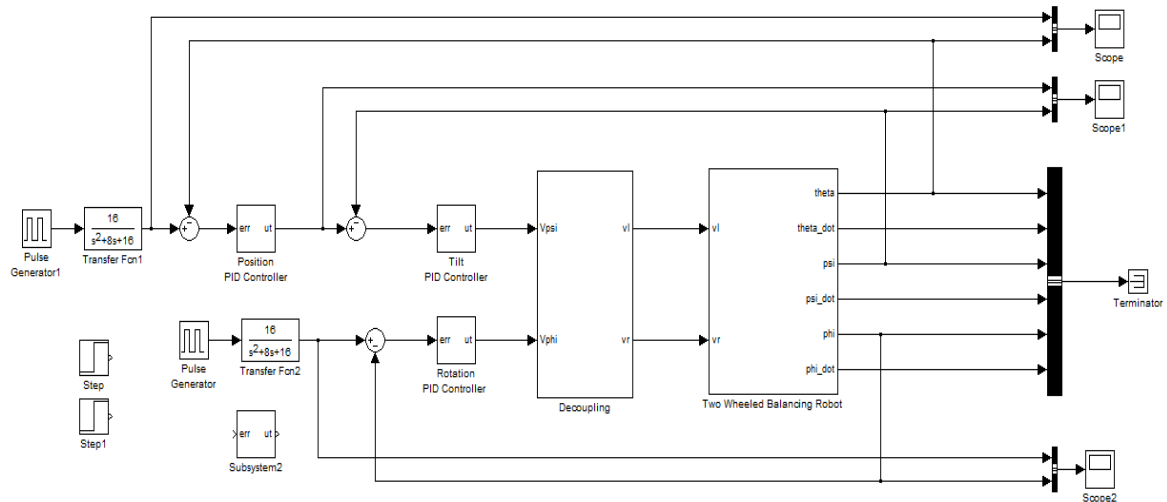 Scope
Scope1
theta
16
s²+8s+16
Transfer Fcn1
Pulse
Generator1
+
−
err ut
Position
PID Controller
+
−
err ut
Tilt
PID Controller
Vpsi
vl
Vphi
vr
Decoupling
vl
vr
theta_dot
psi
psi_dot
phi
phi_dot
Two Wheeled Balancing Robot
Terminator
Pulse
Generator
16
s²+8s+16
Transfer Fcn2
+
−
err ut
Rotation
PID Controller
Step
Step1
err ut
Subsystem2
Scope2